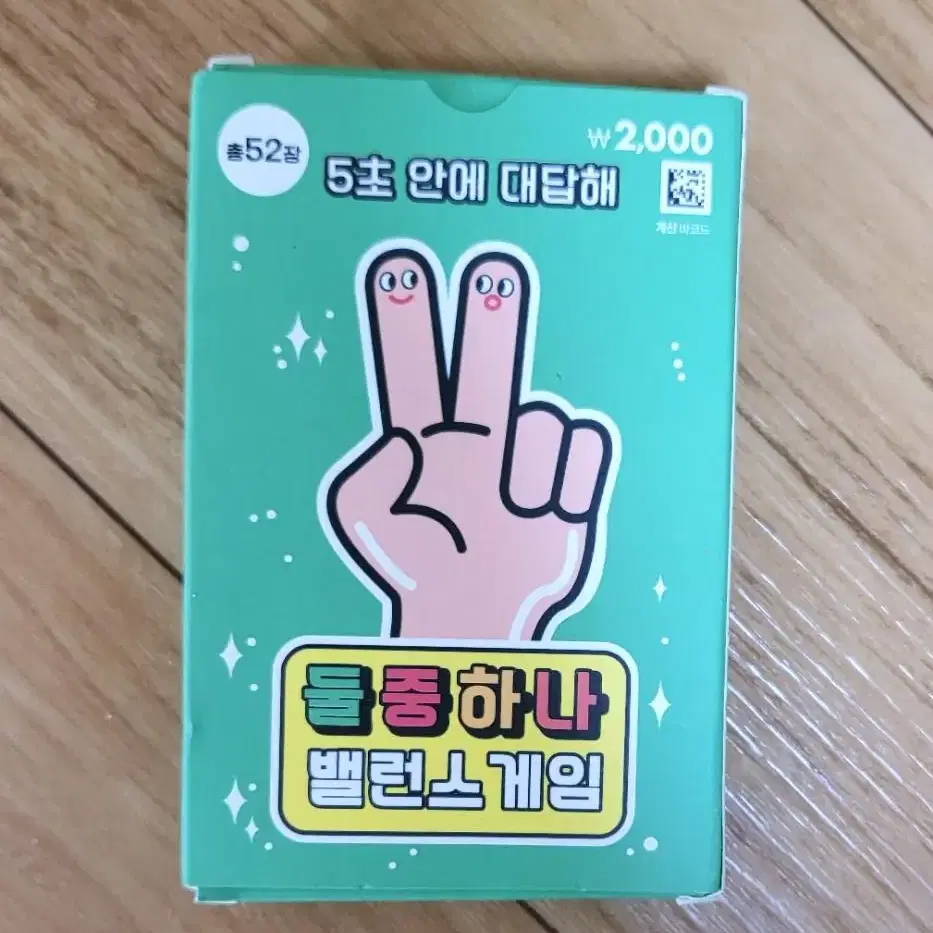 총52장
₩2,000
5초 안에 대답해
계산 바코드
둘중하나
밸런스게임